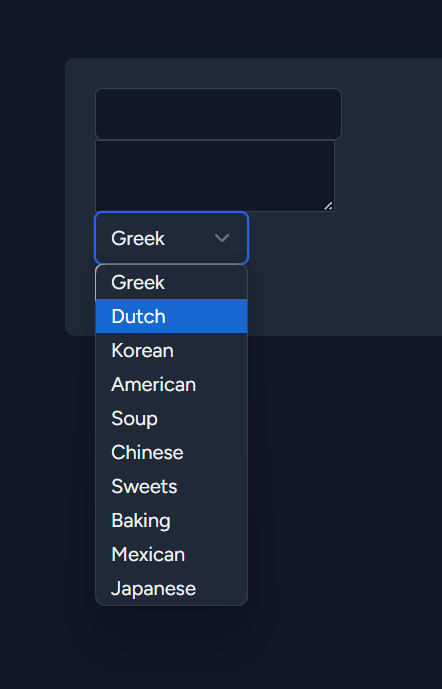 Greek
Greek
Dutch
Korean
American
Soup
Chinese
Sweets
Baking
Mexican
Japanese